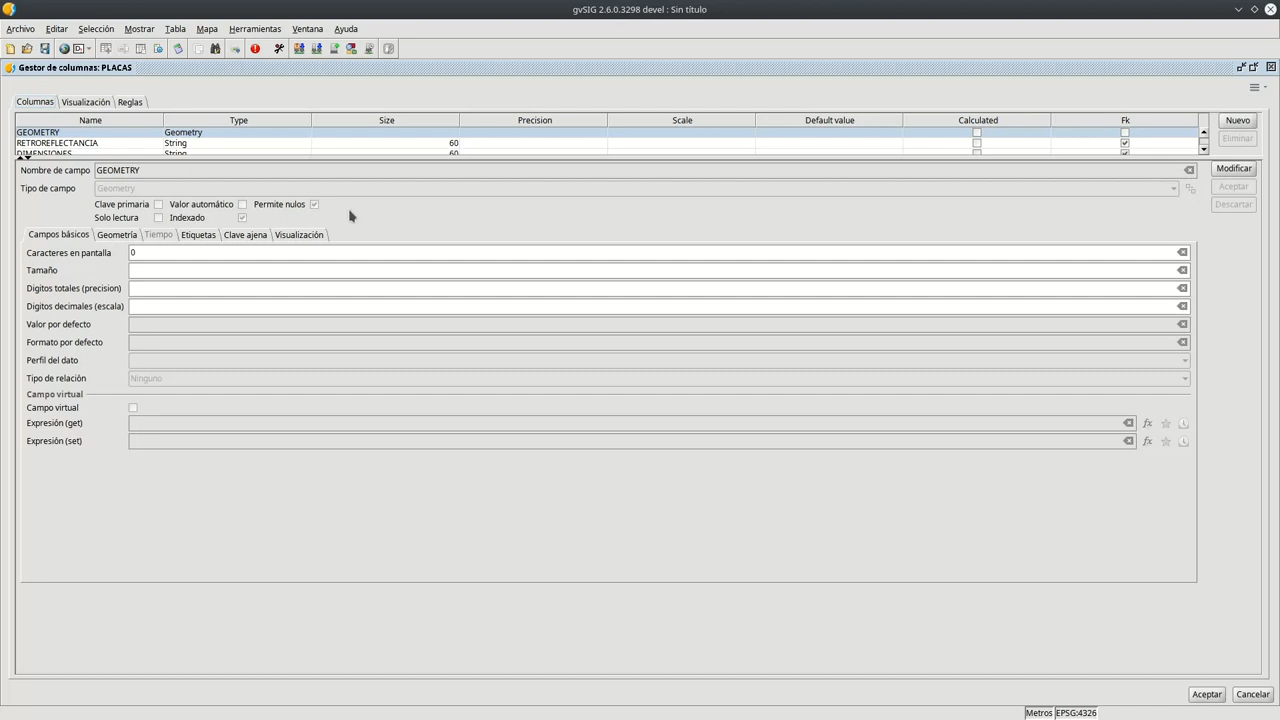 gvSIG 2.6.0.3298 devel : Sin título
Archivo Editar Selección Mostrar Tabla Mapa Herramientas Ventana Ayuda
Gestor de columnas: PLACAS
Columnas Visualización Reglas
Name Type Size Precision Scale Default value Calculated Fk Nuevo
GEOMETRY Geometry Eliminar
RETROREFLECTANCIA String 60
DIMENSIONES String 60
Nombre de campo GEOMETRY Modificar
Tipo de campo Geometry Aceptar
Clave primaria Valor automático Permite nulos Descartar
Solo lectura Indexado
Campos básicos Geometría Tiempo Etiquetas Clave ajena Visualización
Caracteres en pantalla 0
Tamaño
Digitos totales (precision)
Digitos decimales (escala)
Valor por defecto
Formato por defecto
Perfil del dato
Tipo de relación Ninguno
Campo virtual
Campo virtual
Expresión (get) fx
Expresión (set) fx
Aceptar Cancelar
Metros EPSG:4326